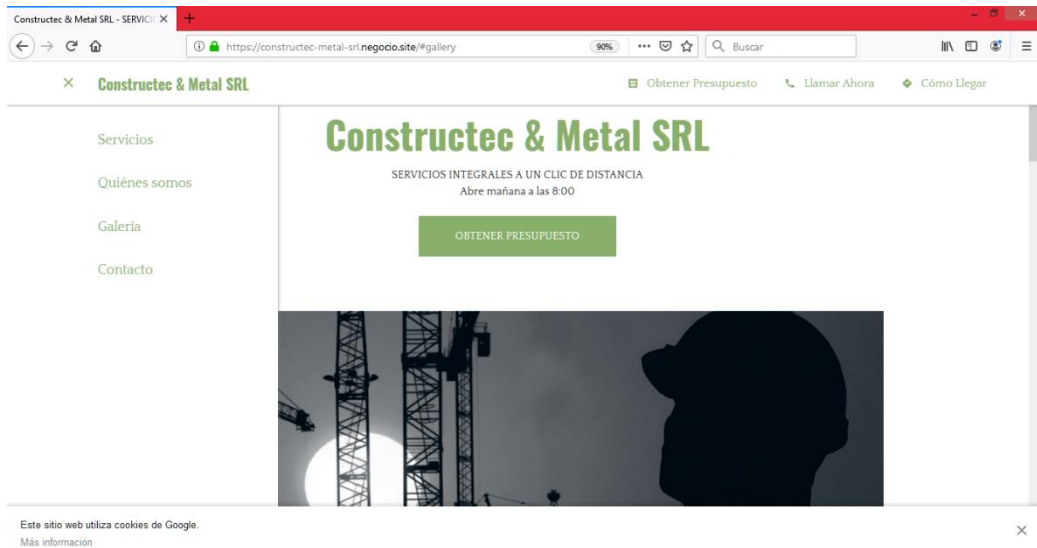 Constructec & Metal SRL - SERVICI
https://constructec-metal-srl.negocio.site/#gallery
90%
Buscar
Constructec & Metal SRL
Obtener Presupuesto
Llamar Ahora
Cómo Llegar
Servicios
Quiénes somos
Galería
Contacto
Constructec & Metal SRL
SERVICIOS INTEGRALES A UN CLIC DE DISTANCIA
Abre mañana a las 8:00
OBTENER PRESUPUESTO
Este sitio web utiliza cookies de Google.
Más información